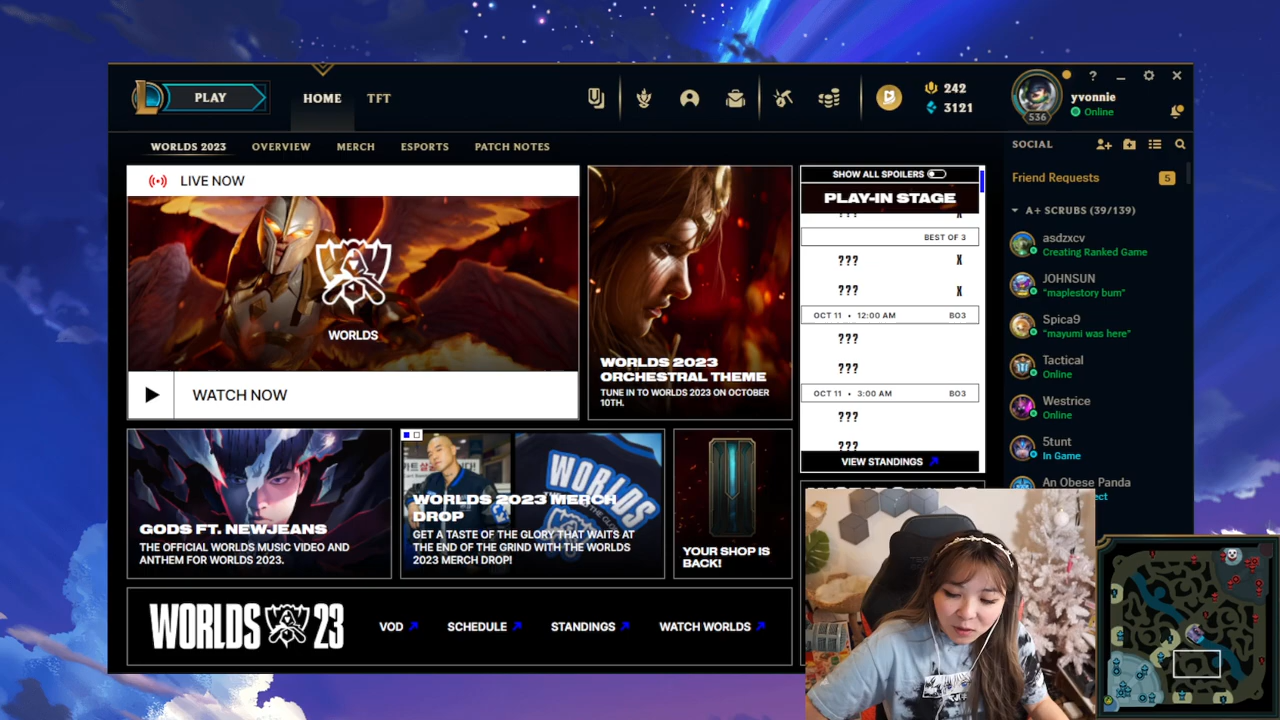 PLAY
HOME
TFT
242
3121
536
yvonnie
Online
?
WORLDS 2023
OVERVIEW
MERCH
ESPORTS
PATCH NOTES
SOCIAL
LIVE NOW
WORLDS
WATCH NOW
WORLDS 2023
ORCHESTRAL THEME
TUNE IN TO WORLDS 2023 ON OCTOBER
10TH.
SHOW ALL SPOILERS
PLAY-IN STAGE
??? X
BEST OF 3
??? X
??? X
OCT 11 • 12:00 AM BO3
???
???
OCT 11 • 3:00 AM BO3
???
???
VIEW STANDINGS
Friend Requests 5
A+ SCRUBS (39/139)
asdzxcv
Creating Ranked Game
JOHNSUN
"maplestory bum"
Spica9
"mayumi was here"
Tactical
Online
Westrice
Online
5tunt
In Game
An Obese Panda
GODS FT. NEWJEANS
THE OFFICIAL WORLDS MUSIC VIDEO AND
ANTHEM FOR WORLDS 2023.
WORLDS 2023 MERCH
DROP
GET A TASTE OF THE GLORY THAT WAITS AT
THE END OF THE GRIND WITH THE WORLDS
2023 MERCH DROP!
WORLDS
YOUR SHOP IS
BACK!
WORLDS 23
VOD
SCHEDULE
STANDINGS
WATCH WORLDS